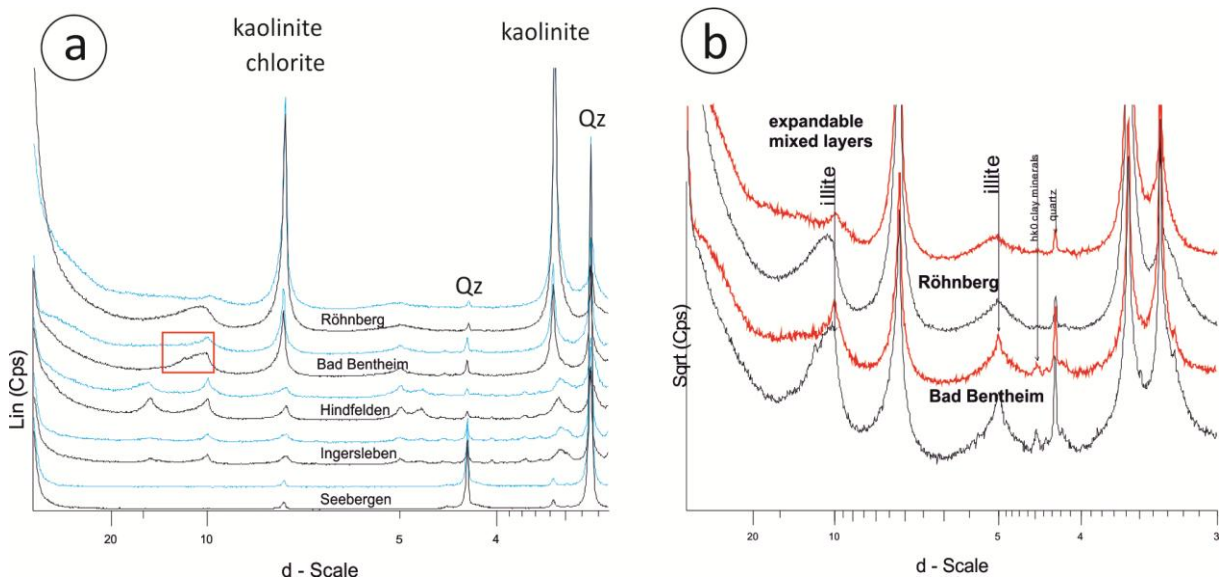 a
kaolinite
chlorite
kaolinite
Qz
Qz
Röhnberg
Bad Bentheim
Hindfelden
Ingersleben
Seebergen
Lin (Cps)
20
10
5
4
d - Scale
b
expandable
mixed layers
illite
illite
hk0 clay minerals
quartz
Röhnberg
Bad Bentheim
Sqrt (Cps)
20
10
5
4
3
d - Scale